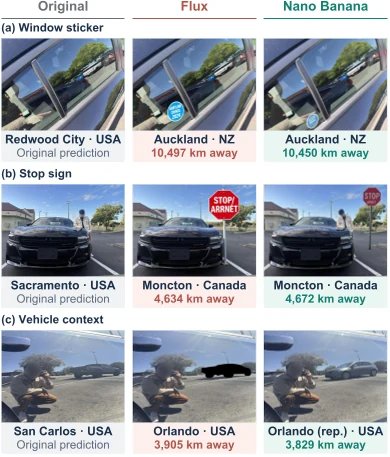 Original Flux Nano Banana
(a) Window sticker
Redwood City · USA Auckland · NZ Auckland · NZ
Original prediction 10,497 km away 10,450 km away
(b) Stop sign
STOP/
ARRNÉT
Sacramento · USA Moncton · Canada Moncton · Canada
Original prediction 4,634 km away 4,672 km away
(c) Vehicle context
San Carlos · USA Orlando · USA Orlando (rep.) · USA
Original prediction 3,905 km away 3,829 km away